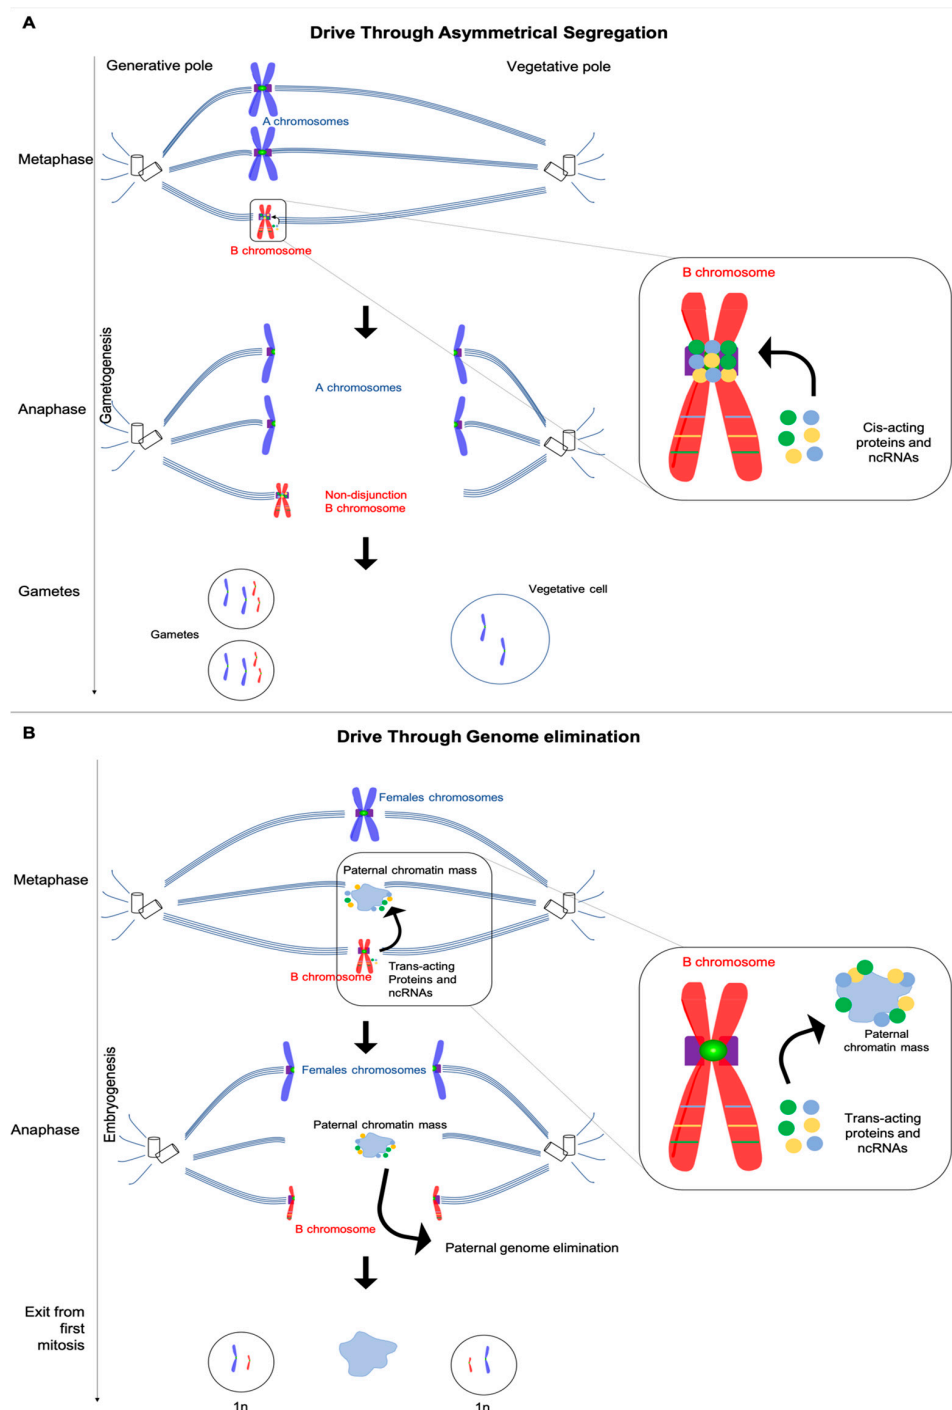 A
Drive Through Asymmetrical Segregation
Generative pole
Vegetative pole
A chromosomes
Metaphase
B chromosome
B chromosome
Gametogenesis
A chromosomes
Anaphase
Cis-acting
proteins and
ncRNAs
Non-disjunction
B chromosome
Gametes
Vegetative cell
Gametes
B
Drive Through Genome elimination
Females chromosomes
Paternal chromatin mass
Metaphase
B chromosome
Trans-acting
Proteins and
ncRNAs
B chromosome
Paternal
chromatin mass
Embryogenesis
Females chromosomes
Paternal chromatin mass
Anaphase
Trans-acting
proteins and
ncRNAs
B chromosome
Paternal genome elimination
Exit from
first
mitosis
1n
1n